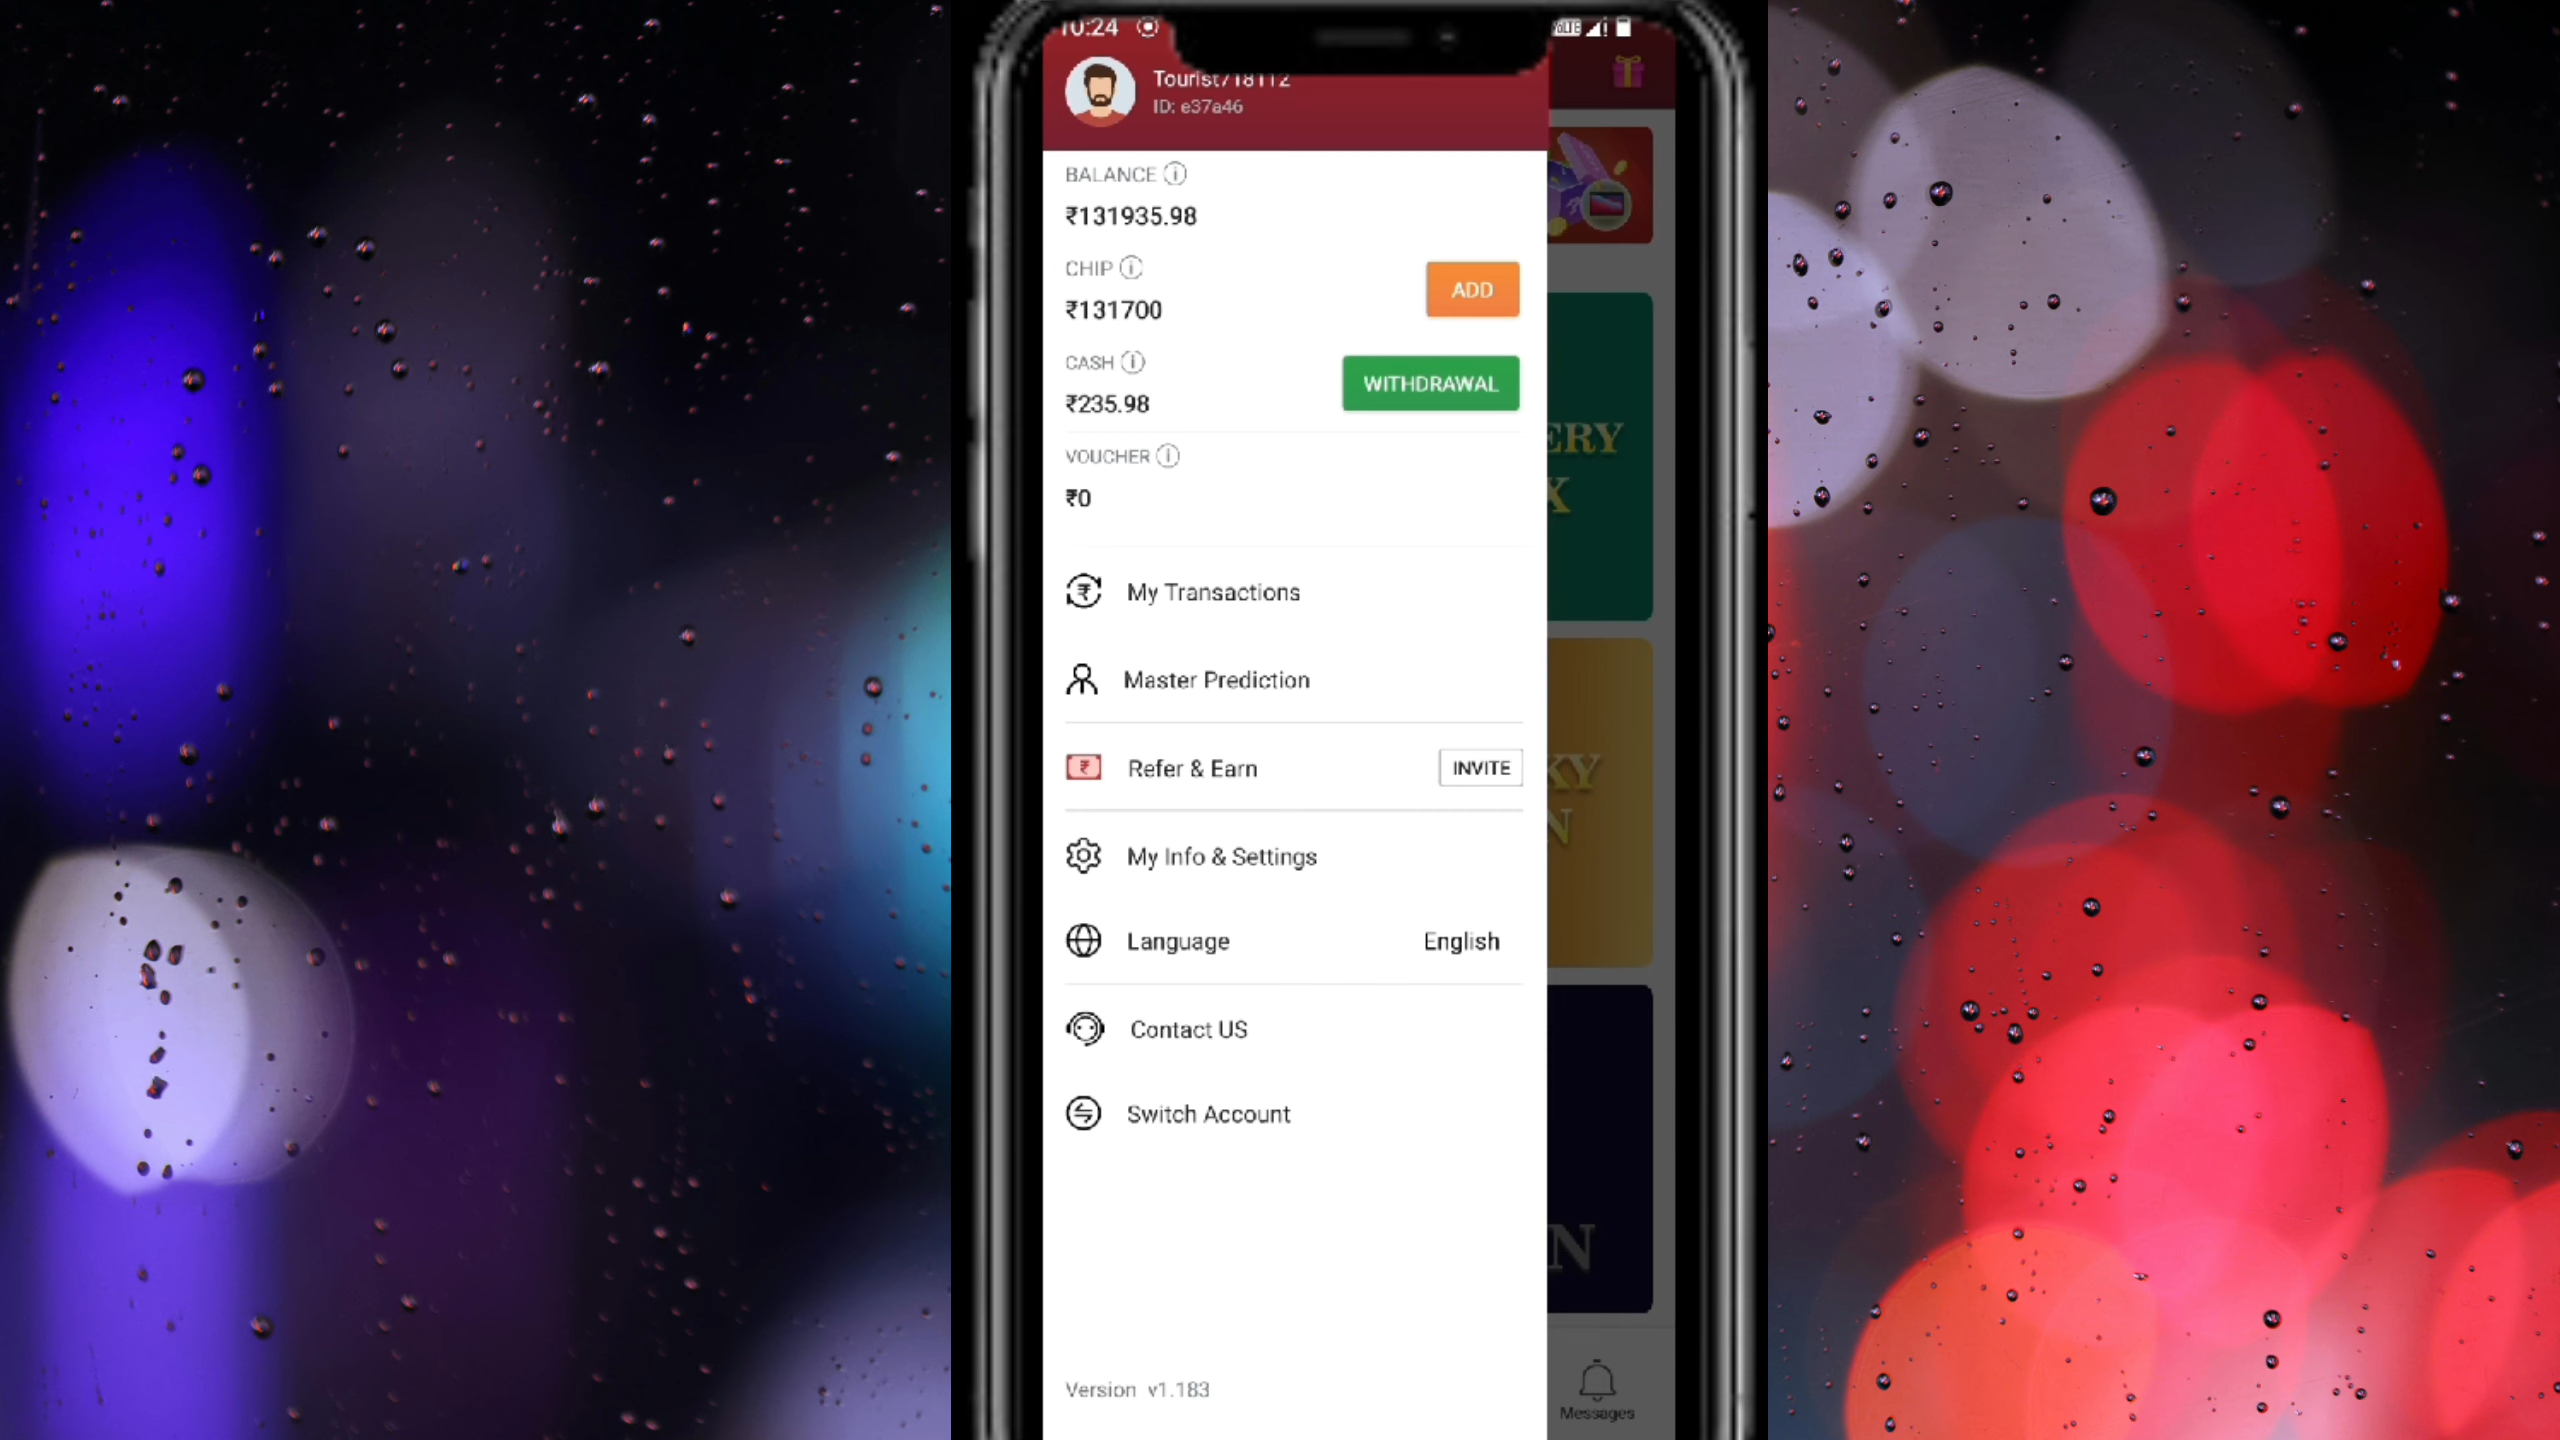 10:24
VOLTE
Tourist718112
ID: e37a46
BALANCE
₹131935.98
CHIP
₹131700
ADD
CASH
₹235.98
WITHDRAWAL
VOUCHER
₹0
My Transactions
Master Prediction
Refer & Earn
INVITE
My Info & Settings
Language
English
Contact US
Switch Account
Version v1.183
ERY
X
KY
N
N
Messages